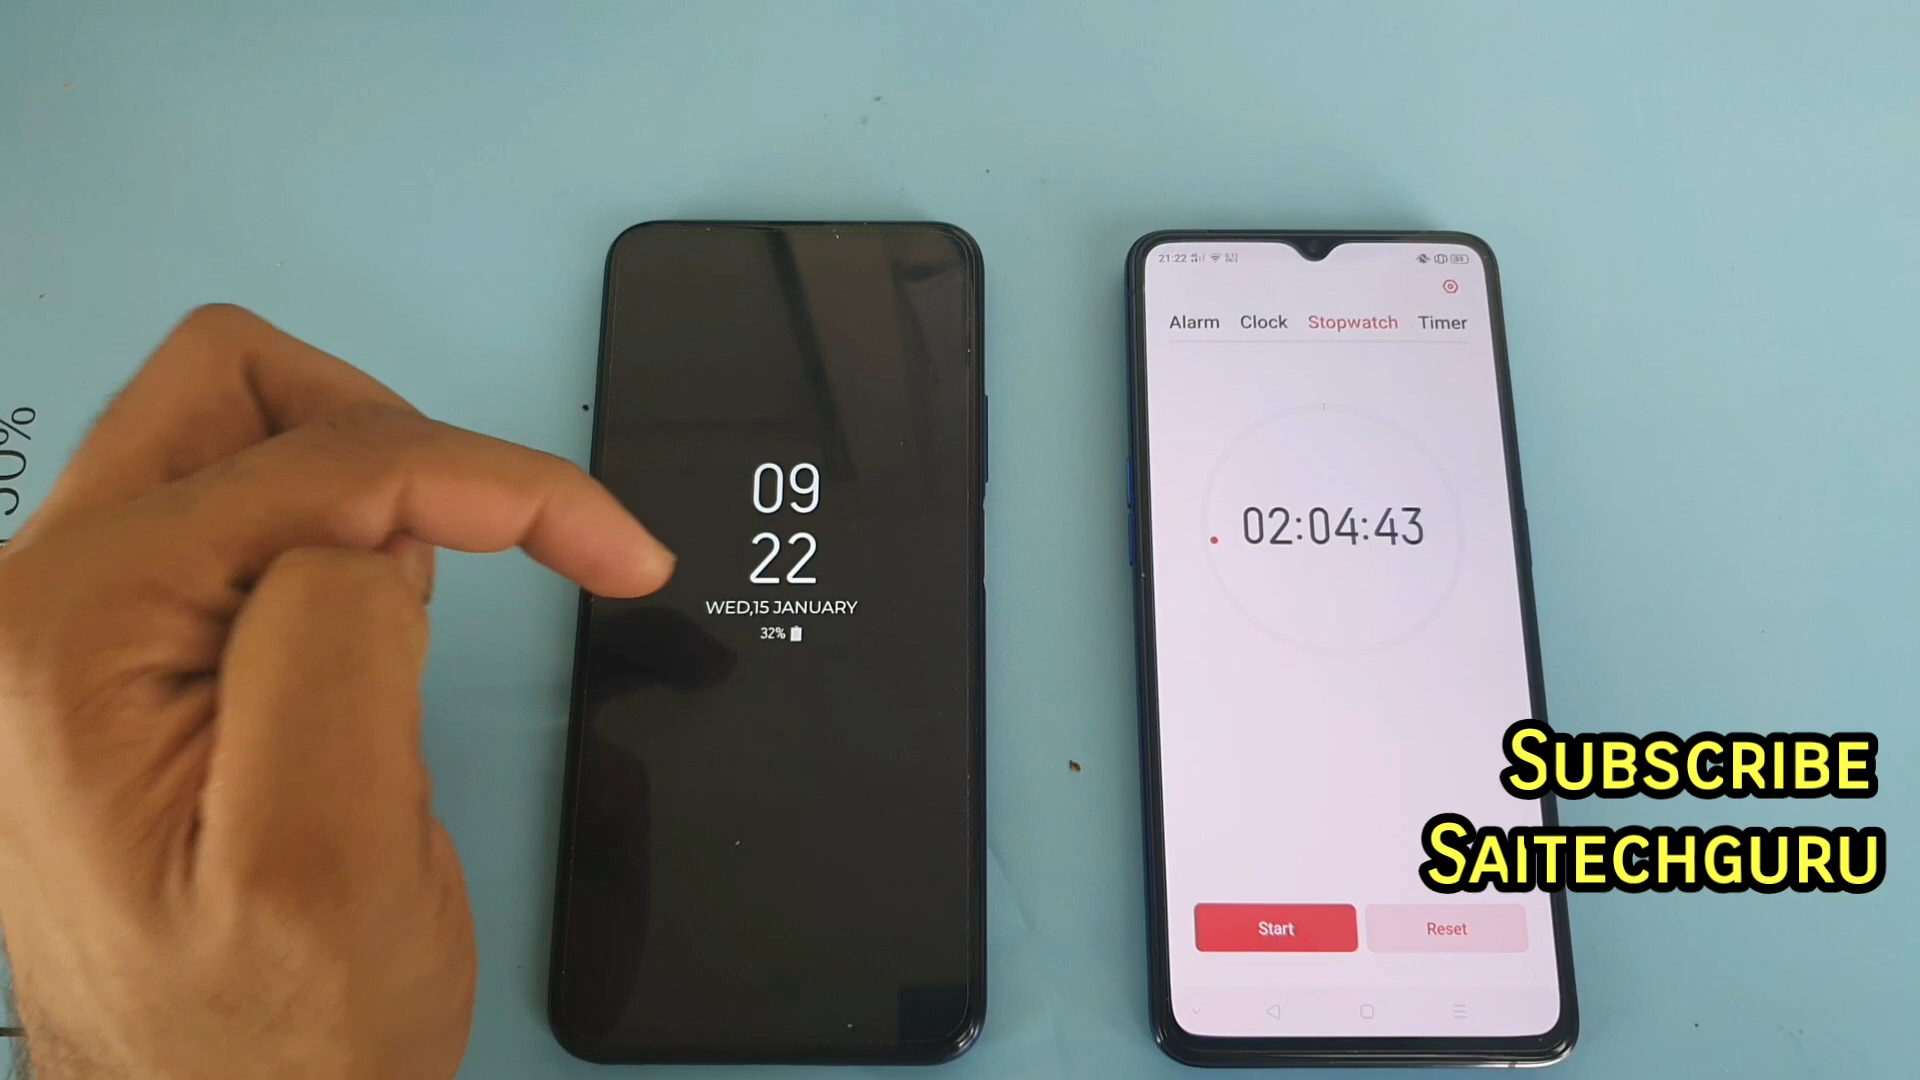 50%
09
22
WED,15 JANUARY
32%
21:22
Alarm Clock Stopwatch Timer
02:04:43
Start Reset
SUBSCRIBE
SAITECHGURU